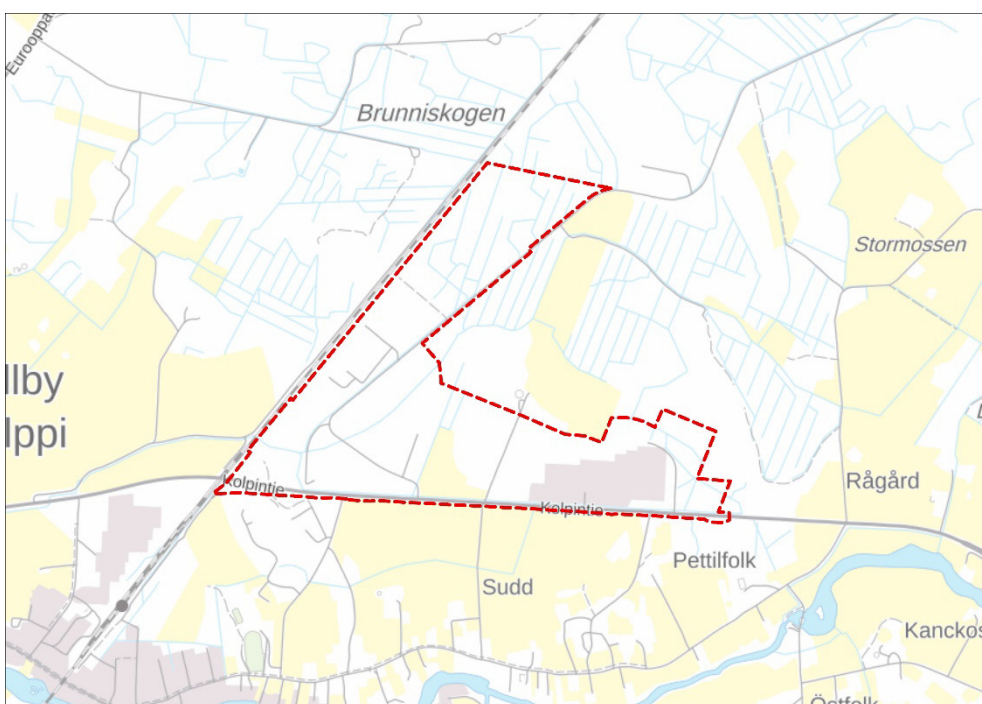 Eurooppa
Brunniskogen
Stormossen
llby
lppi
Kolpintie
Rågård
Kolpintie
Pettilfolk
Sudd
Kanckos
Östfolk